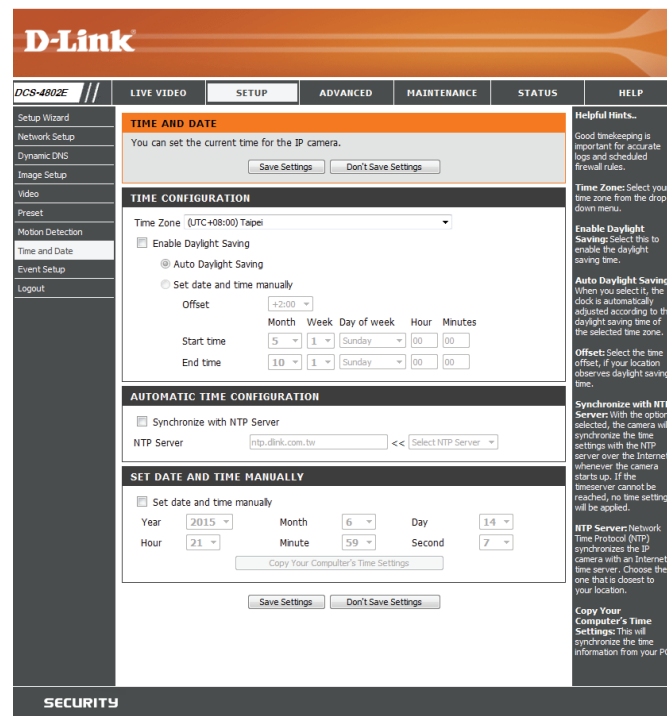 D-Link
DCS-4802E // LIVE VIDEO SETUP ADVANCED MAINTENANCE STATUS HELP
Setup Wizard
Network Setup
Dynamic DNS
Image Setup
Video
Preset
Motion Detection
Time and Date
Event Setup
Logout
TIME AND DATE
You can set the current time for the IP camera.
Save Settings Don't Save Settings
TIME CONFIGURATION
Time Zone (UTC+08:00) Taipei
Enable Daylight Saving
Auto Daylight Saving
Set date and time manually
Offset +2:00
Month Week Day of week Hour Minutes
Start time 5 1 Sunday 00 00
End time 10 1 Sunday 00 00
AUTOMATIC TIME CONFIGURATION
Synchronize with NTP Server
NTP Server ntp.dlink.com.tw << Select NTP Server
SET DATE AND TIME MANUALLY
Set date and time manually
Year 2015 Month 6 Day 14
Hour 21 Minute 59 Second 7
Copy Your Compulter's Time Settings
Save Settings Don't Save Settings
Helpful Hints..
Good timekeeping is
important for accurate
logs and scheduled
firewall rules.
Time Zone: Select your
time zone from the drop-
down menu.
Enable Daylight
Saving: Select this to
enable the daylight
saving time.
Auto Daylight Saving:
When you select it, the
clock is automatically
adjusted according to th
daylight saving time of
the selected time zone.
Offset: Select the time
offset, if your location
observes daylight saving
time.
Synchronize with NTP
Server: With the option
selected, the camera will
synchronize the time
settings with the NTP
server over the Internet
whenever the camera
starts up. If the
timeserver cannot be
reached, no time setting
will be applied.
NTP Server: Network
Time Protocol (NTP)
synchronizes the IP
camera with an Internet
time server. Choose the
one that is closest to
your location.
Copy Your
Computer's Time
Settings: This will
synchronize the time
information from your PC
SECURITY